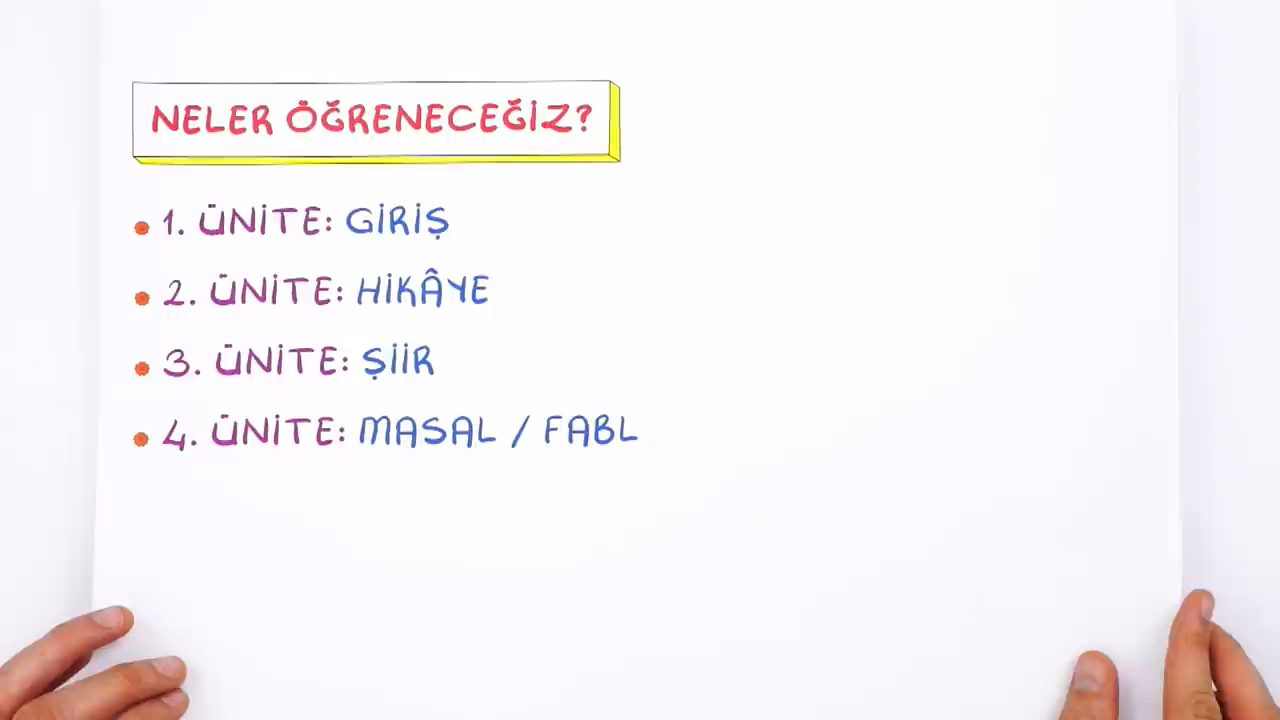 NELER ÖĞRENECEĞİZ?
1. ÜNİTE: GİRİŞ
2. ÜNİTE: HİKÂYE
3. ÜNİTE: ŞİİR
4. ÜNİTE: MASAL / FABL